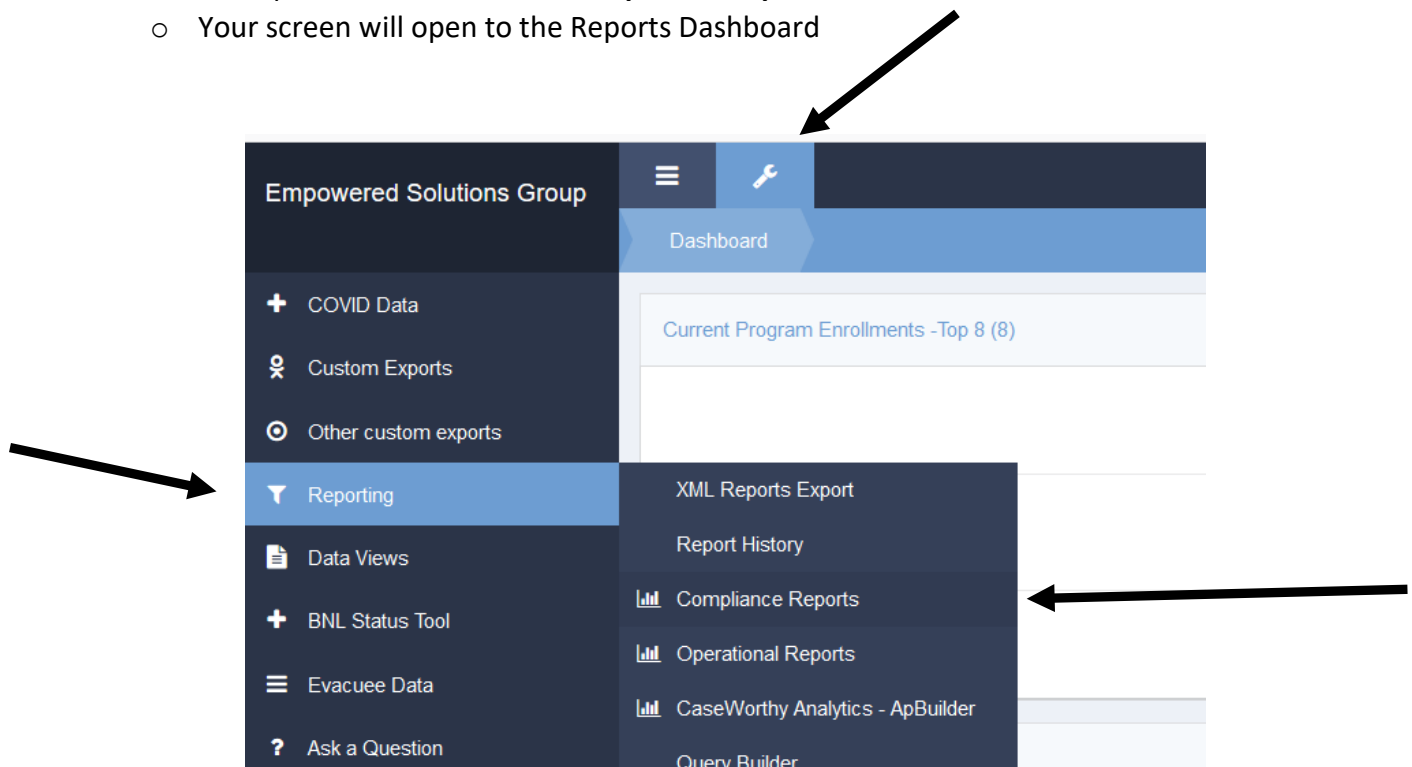 o Your screen will open to the Reports Dashboard
Empowered Solutions Group
Dashboard
COVID Data
Current Program Enrollments -Top 8 (8)
Custom Exports
Other custom exports
Reporting
XML Reports Export
Report History
Data Views
Compliance Reports
BNL Status Tool
Operational Reports
Evacuee Data
CaseWorthy Analytics - ApBuilder
? Ask a Question
Query Builder